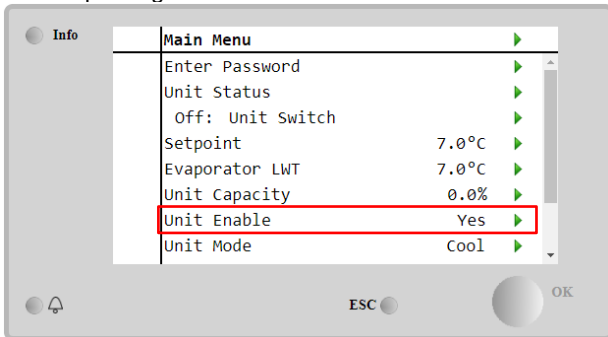 Info
Main Menu
Enter Password
Unit Status
Off: Unit Switch
Setpoint 7.0°C
Evaporator LWT 7.0°C
Unit Capacity 0.0%
Unit Enable Yes
Unit Mode Cool
ESC
OK